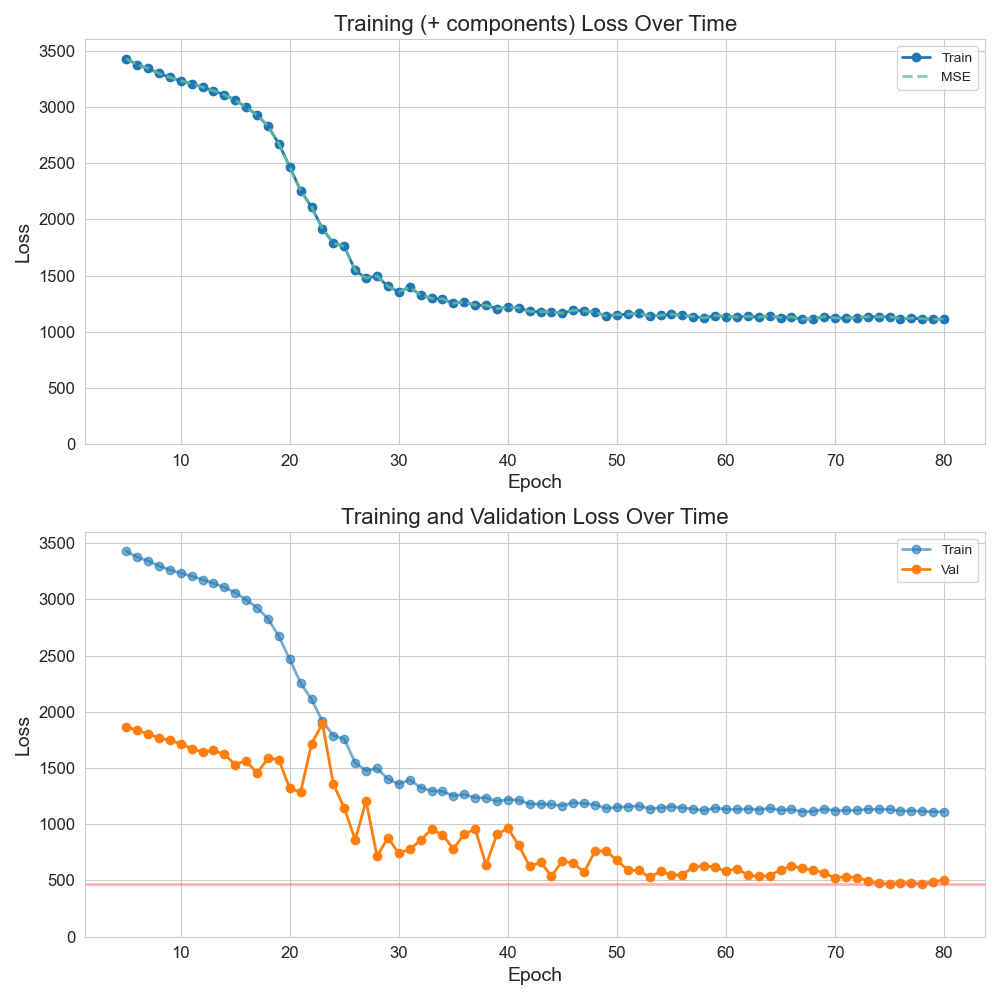 Training (+ components) Loss Over Time
3500
3000
2500
2000
1500
1000
500
0
Loss
Train
MSE
10 20 30 40 50 60 70 80
Epoch
Training and Validation Loss Over Time
3500
3000
2500
2000
1500
1000
500
0
Loss
Train
Val
10 20 30 40 50 60 70 80
Epoch